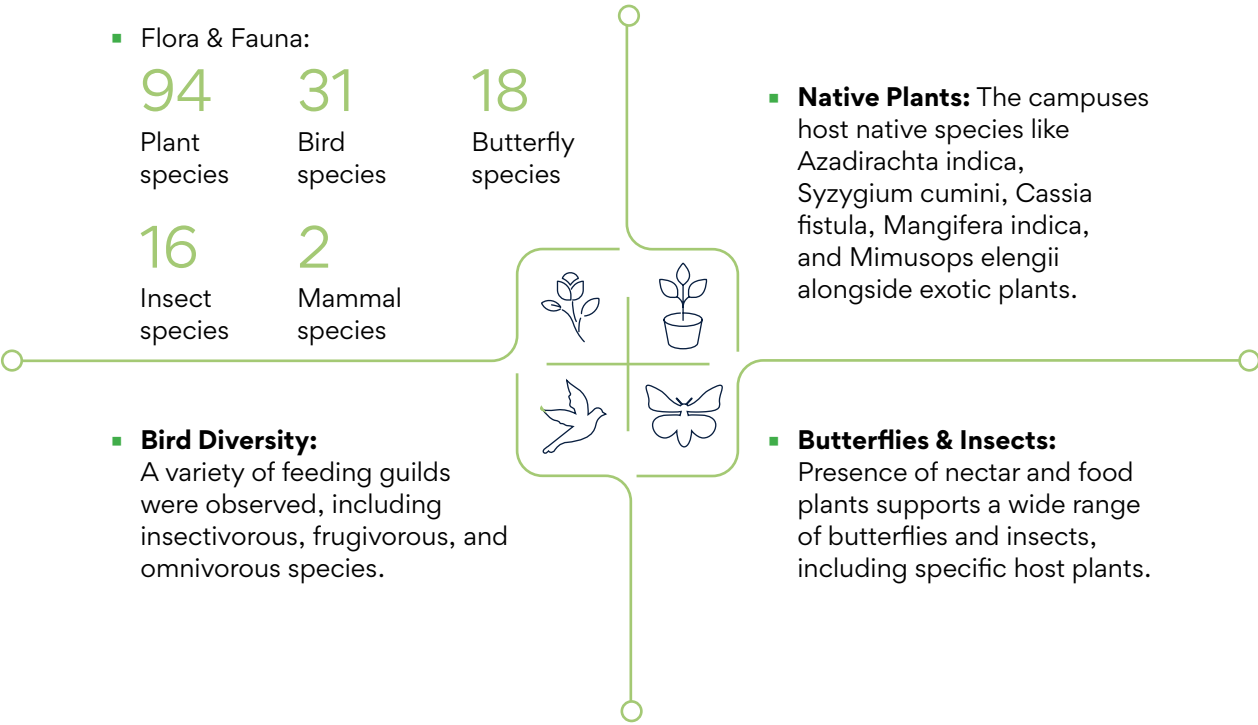 Flora & Fauna:
94
Plant
species
31
Bird
species
18
Butterfly
species
16
Insect
species
2
Mammal
species
Native Plants: The campuses
host native species like
Azadirachta indica,
Syzygium cumini, Cassia
fistula, Mangifera indica,
and Mimusops elengii
alongside exotic plants.
Bird Diversity:
A variety of feeding guilds
were observed, including
insectivorous, frugivorous, and
omnivorous species.
Butterflies & Insects:
Presence of nectar and food
plants supports a wide range
of butterflies and insects,
including specific host plants.